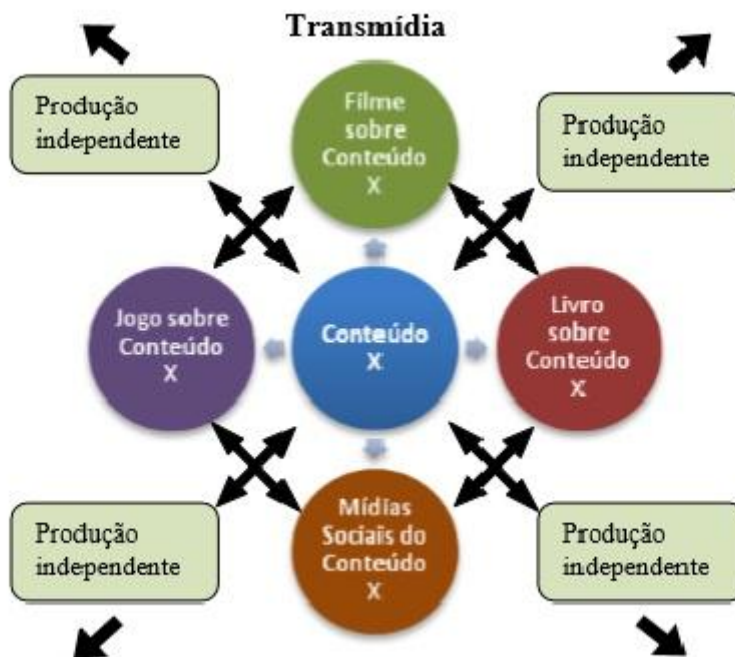 Transmídia
Produção
independente
Filme
sobre
Conteúdo
X
Produção
independente
Jogo sobre
Conteúdo
X
Conteúdo
X
Livro
sobre
Conteúdo
X
Produção
independente
Mídias
Sociais do
Conteúdo
X
Produção
independente